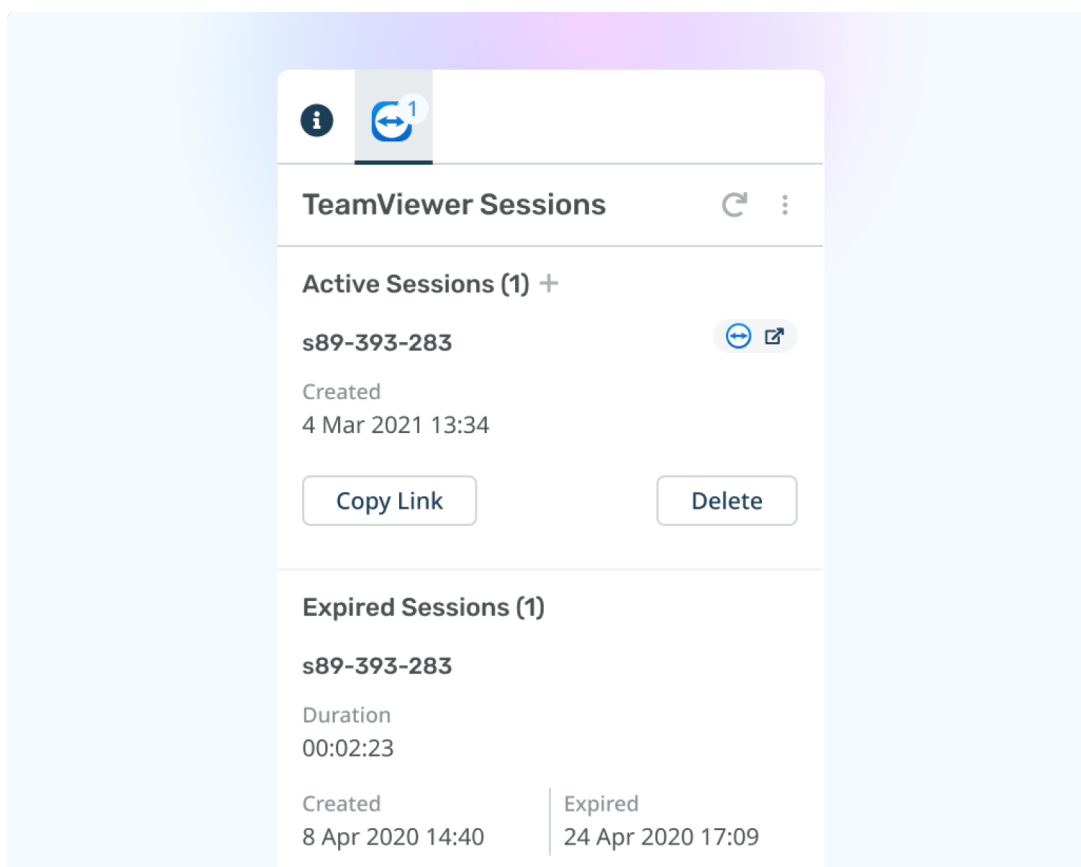 1
TeamViewer Sessions
Active Sessions (1)
s89-393-283
Created
4 Mar 2021 13:34
Copy Link Delete
Expired Sessions (1)
s89-393-283
Duration
00:02:23
Created Expired
8 Apr 2020 14:40 24 Apr 2020 17:09